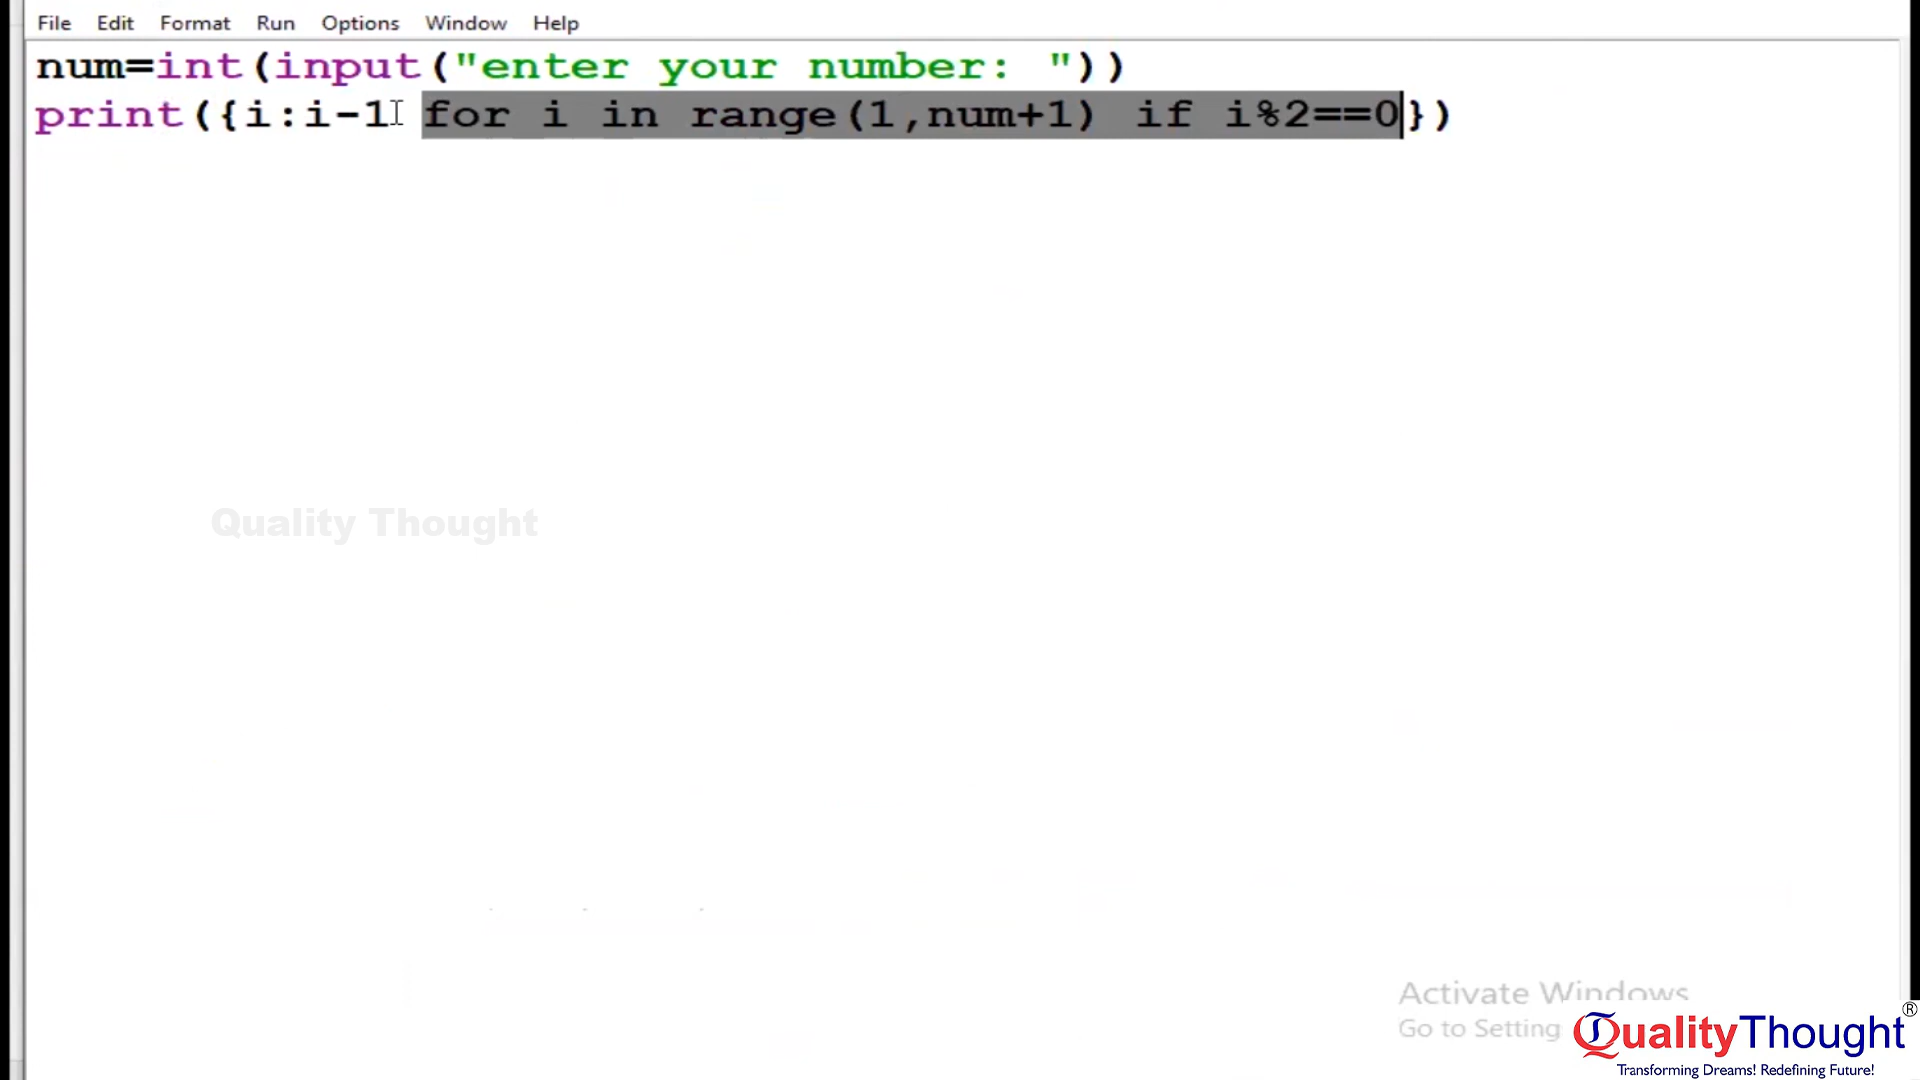 File Edit Format Run Options Window Help
num=int(input("enter your number: "))
print({i:i-1 for i in range(1,num+1) if i%2==0})
Quality Thought
Activate Windows
Go to Setting
QualityThought®
Transforming Dreams! Redefining Future!